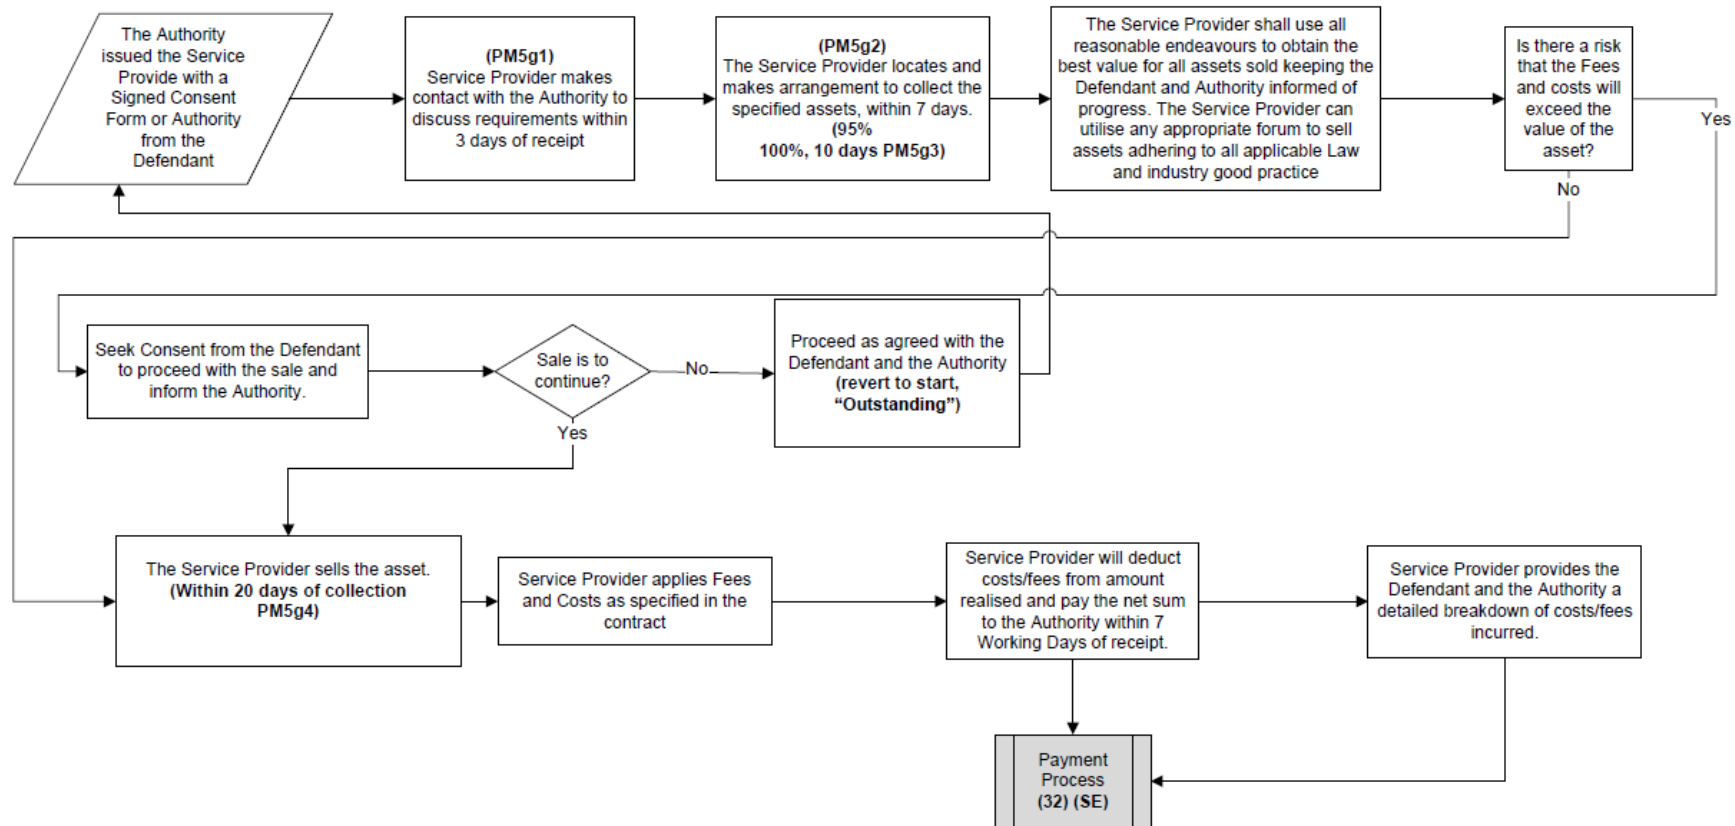 The Authority
issued the Service
Provide with a
Signed Consent
Form or Authority
from the
Defendant
(PM5g1)
Service Provider makes
contact with the Authority to
discuss requirements within
3 days of receipt
(PM5g2)
The Service Provider locates and
makes arrangement to collect the
specified assets, within 7 days.
(95%
100%, 10 days PM5g3)
The Service Provider shall use all
reasonable endeavours to obtain the
best value for all assets sold keeping the
Defendant and Authority informed of
progress. The Service Provider can
utilise any appropriate forum to sell
assets adhering to all applicable Law
and industry good practice
Is there a risk
that the Fees
and costs will
exceed the
value of the
asset?
Yes
No
Seek Consent from the Defendant
to proceed with the sale and
inform the Authority.
Sale is to
continue?
No
Yes
Proceed as agreed with the
Defendant and the Authority
(revert to start,
“Outstanding”)
The Service Provider sells the asset.
(Within 20 days of collection
PM5g4)
Service Provider applies Fees
and Costs as specified in the
contract
Service Provider will deduct
costs/fees from amount
realised and pay the net sum
to the Authority within 7
Working Days of receipt.
Service Provider provides the
Defendant and the Authority a
detailed breakdown of costs/fees
incurred.
Payment
Process
(32) (SE)